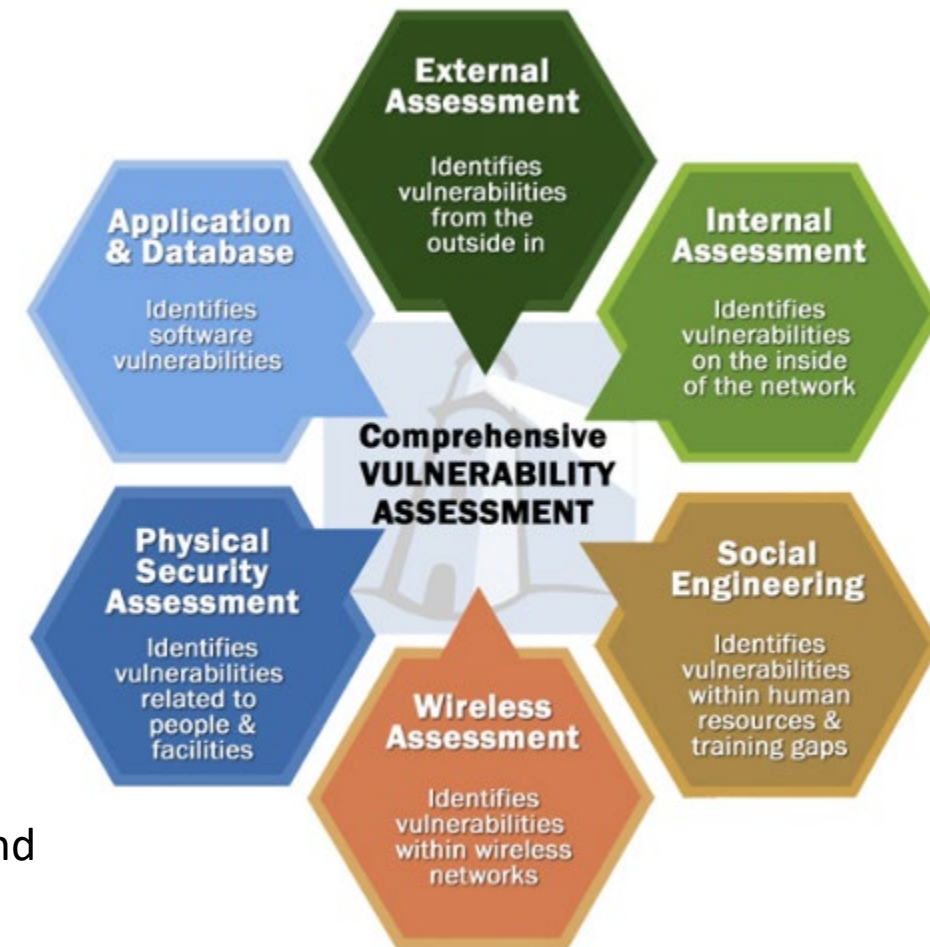 External
Assessment
Identifies
vulnerabilities
from the
outside in
Application
& Database
Identifies
software
vulnerabilities
Internal
Assessment
Identifies
vulnerabilities
on the inside
of the network
Comprehensive
VULNERABILITY
ASSESSMENT
Physical
Security
Assessment
Identifies
vulnerabilities
related to
people &
facilities
Social
Engineering
Identifies
vulnerabilities
within human
resources &
training gaps
Wireless
Assessment
Identifies
vulnerabilities
within wireless
networks